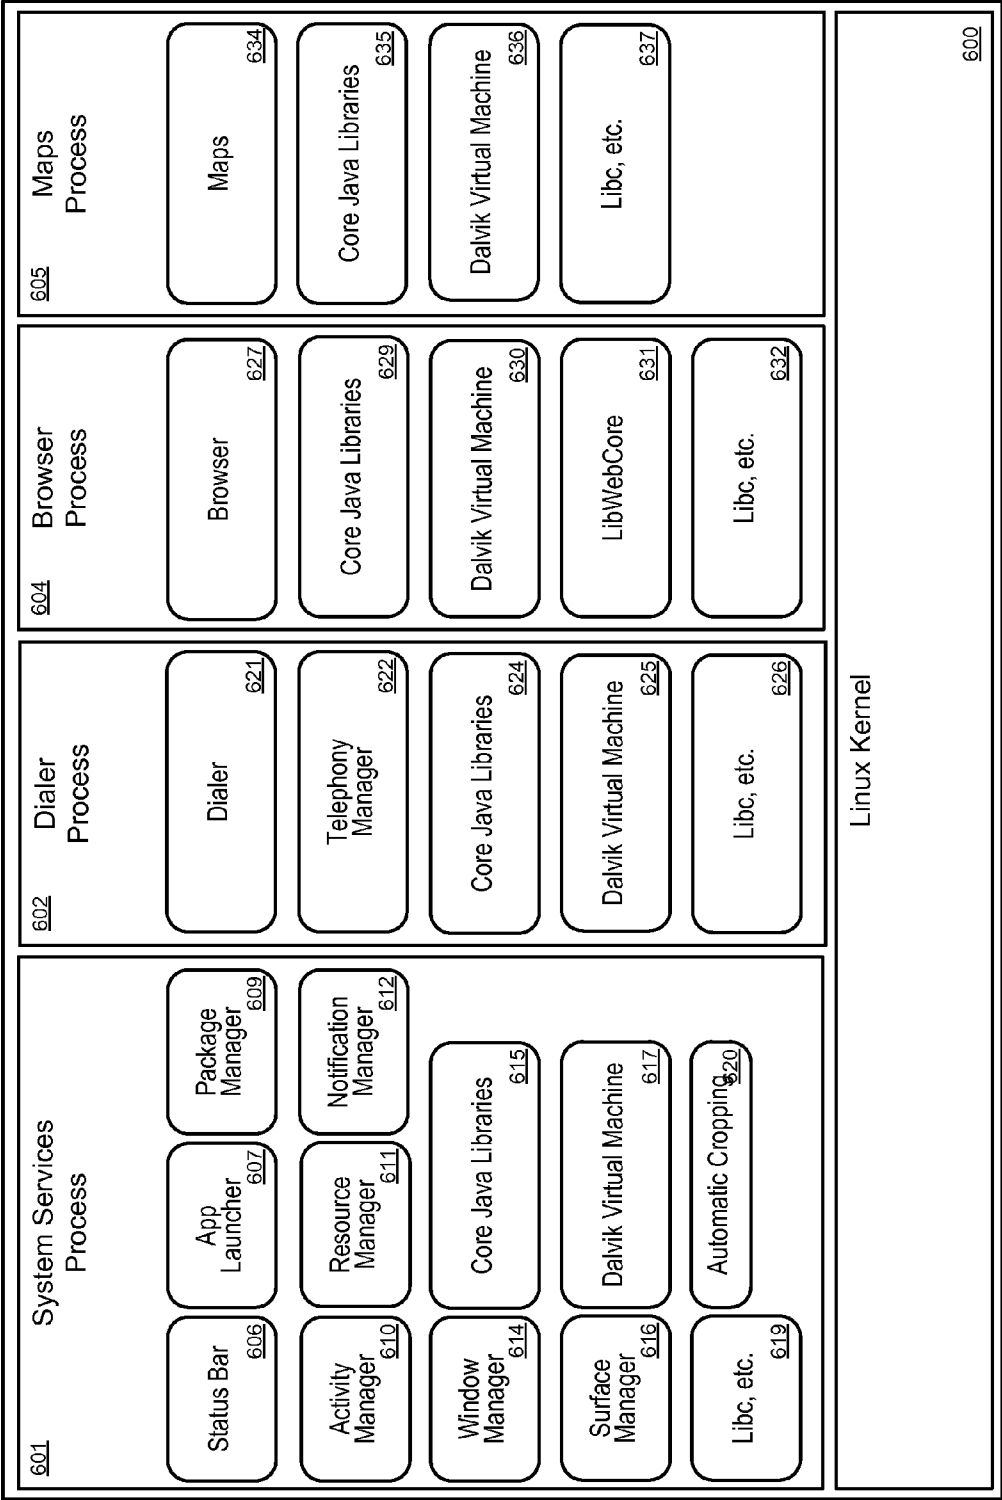 601
System Services
Process
Status Bar
606
App
Launcher
607
Package
Manager
609
Activity
Manager
610
Resource
Manager
611
Notification
Manager
612
Window
Manager
614
Core Java Libraries
615
Surface
Manager
616
Dalvik Virtual Machine
617
Libc, etc.
619
Automatic Cropping
620
602
Dialer
Process
Dialer
621
Telephony
Manager
622
Core Java Libraries
624
Dalvik Virtual Machine
625
Libc, etc.
626
604
Browser
Process
Browser
627
Core Java Libraries
629
Dalvik Virtual Machine
630
LibWebCore
631
Libc, etc.
632
605
Maps
Process
Maps
634
Core Java Libraries
635
Dalvik Virtual Machine
636
Libc, etc.
637
Linux Kernel
600